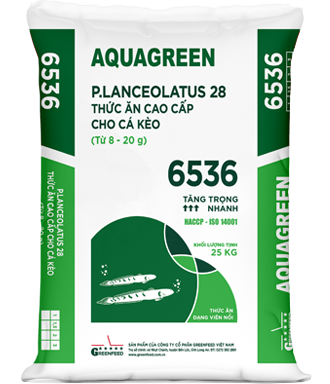 AQUAGREEN
P.LANCEOLATUS 28
THỨC ĂN CAO CẤP
CHO CÁ KÈO
(Từ 8 - 20 g)
6536
TĂNG TRỌNG
NHANH
HACCP - ISO 14001
KHỐI LƯỢNG TỊNH
25 KG
THỨC ĂN
DẠNG VIÊN NỔI
GREENFEED
SẢN PHẨM CỦA CÔNG TY CỔ PHẦN GREENFEED VIỆT NAM
6536
P.LANCEOLATUS 28
THỨC ĂN CAO CẤP CHO CÁ KÈO
6536
AQUAGREEN